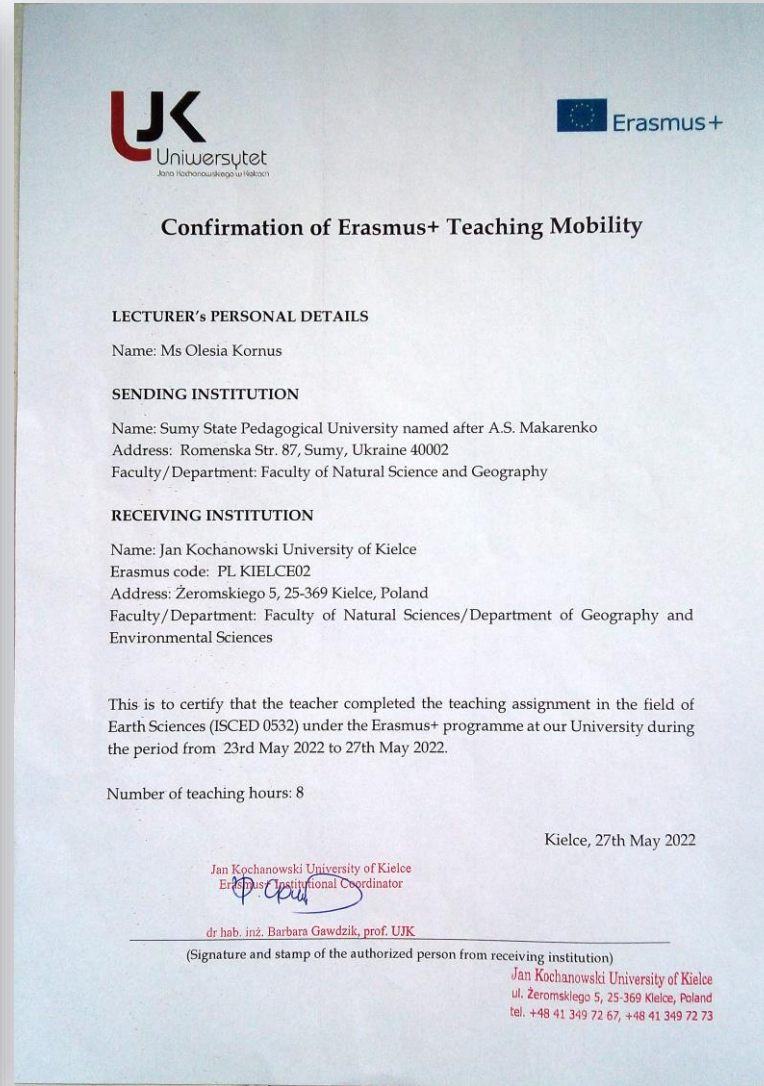 UJK
Uniwersytet
Jana Kochanowskiego w Kielcach
Erasmus+
Confirmation of Erasmus+ Teaching Mobility
LECTURER's PERSONAL DETAILS
Name: Ms Olesia Kornus
SENDING INSTITUTION
Name: Sumy State Pedagogical University named after A.S. Makarenko
Address: Romenska Str. 87, Sumy, Ukraine 40002
Faculty/Department: Faculty of Natural Science and Geography
RECEIVING INSTITUTION
Name: Jan Kochanowski University of Kielce
Erasmus code: PL KIELCE02
Address: Żeromskiego 5, 25-369 Kielce, Poland
Faculty/Department: Faculty of Natural Sciences/Department of Geography and
Environmental Sciences
This is to certify that the teacher completed the teaching assignment in the field of
Earth Sciences (ISCED 0532) under the Erasmus+ programme at our University during
the period from 23rd May 2022 to 27th May 2022.
Number of teaching hours: 8
Kielce, 27th May 2022
Jan Kochanowski University of Kielce
Erasmus+ Institutional Coordinator
dr hab. inż. Barbara Gawdzik, prof. UJK
(Signature and stamp of the authorized person from receiving institution)
Jan Kochanowski University of Kielce
ul. Żeromskiego 5, 25-369 Kielce, Poland
tel. +48 41 349 72 67, +48 41 349 72 73